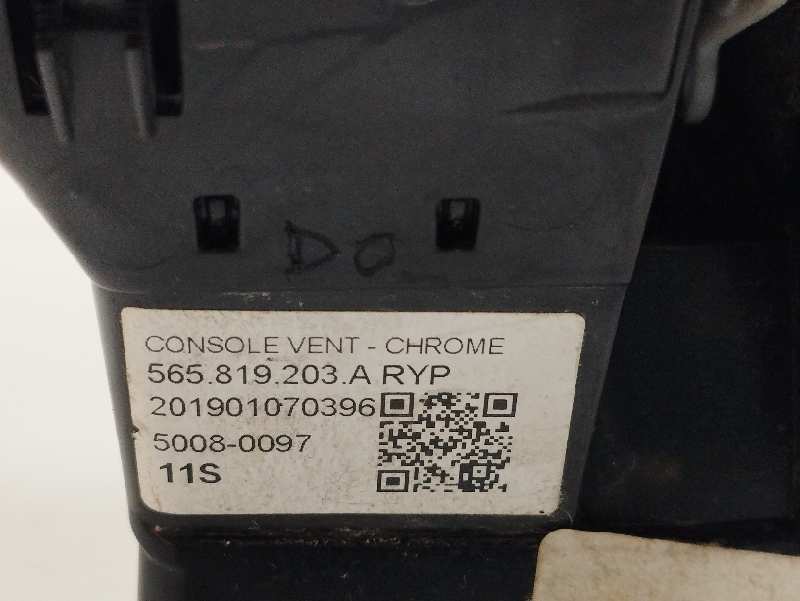 DO
CONSOLE VENT - CHROME
565.819.203.A RYP
201901070396
5008-0097
11S